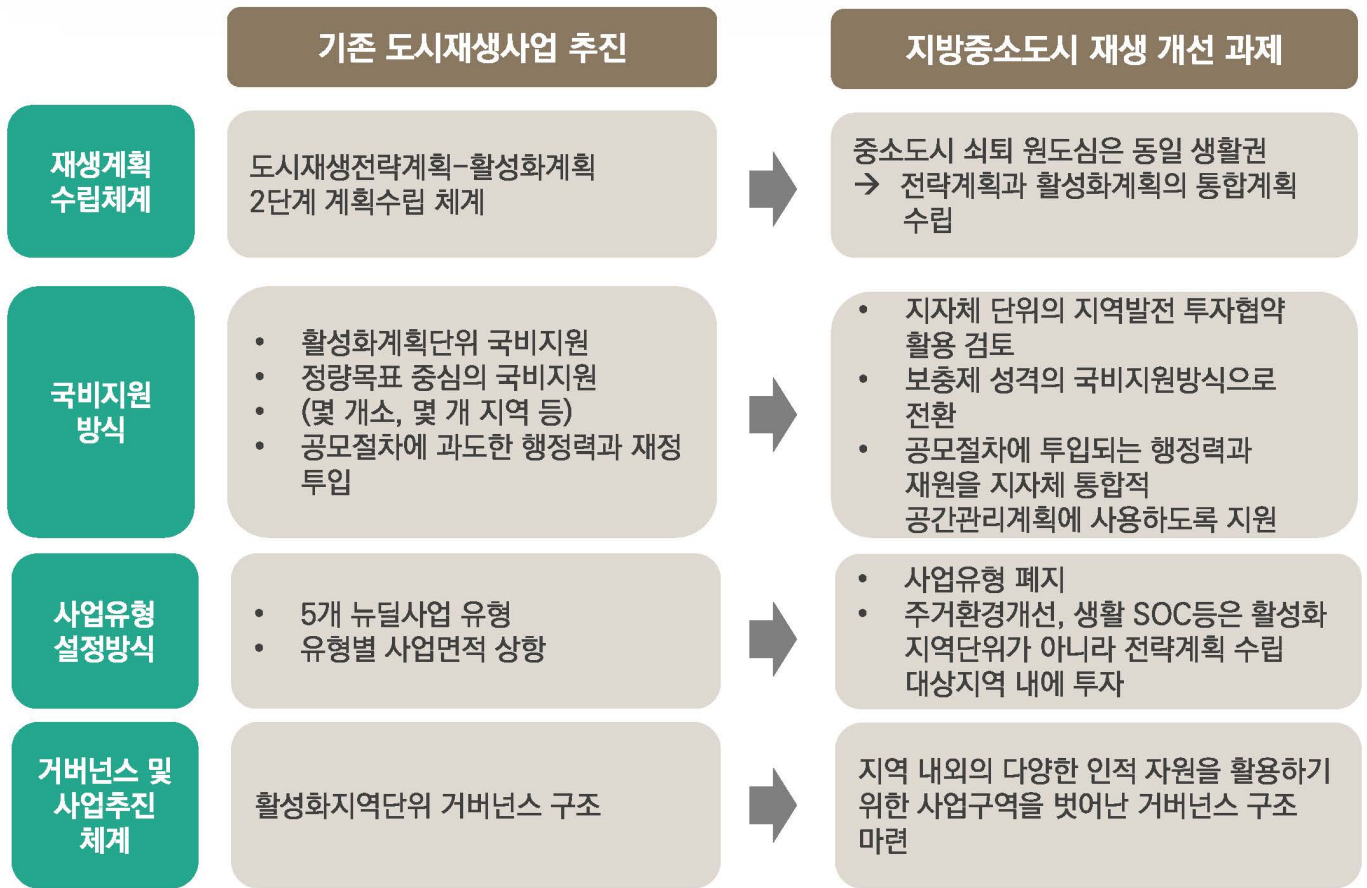 기존 도시재생사업 추진
지방중소도시 재생 개선 과제
재생계획
수립체계
도시재생전략계획-활성화계획
2단계 계획수립 체계
중소도시 쇠퇴 원도심은 동일 생활권
→ 전략계획과 활성화계획의 통합계획
수립
국비지원
방식
• 활성화계획단위 국비지원
• 정량목표 중심의 국비지원
• (몇 개소, 몇 개 지역 등)
• 공모절차에 과도한 행정력과 재정
투입
• 지자체 단위의 지역발전 투자협약
활용 검토
• 보충제 성격의 국비지원방식으로
전환
• 공모절차에 투입되는 행정력과
재원을 지자체 통합적
공간관리계획에 사용하도록 지원
사업유형
설정방식
• 5개 뉴딜사업 유형
• 유형별 사업면적 상항
• 사업유형 폐지
• 주거환경개선, 생활 SOC등은 활성화
지역단위가 아니라 전략계획 수립
대상지역 내에 투자
거버넌스 및
사업추진
체계
활성화지역단위 거버넌스 구조
지역 내외의 다양한 인적 자원을 활용하기
위한 사업구역을 벗어난 거버넌스 구조
마련